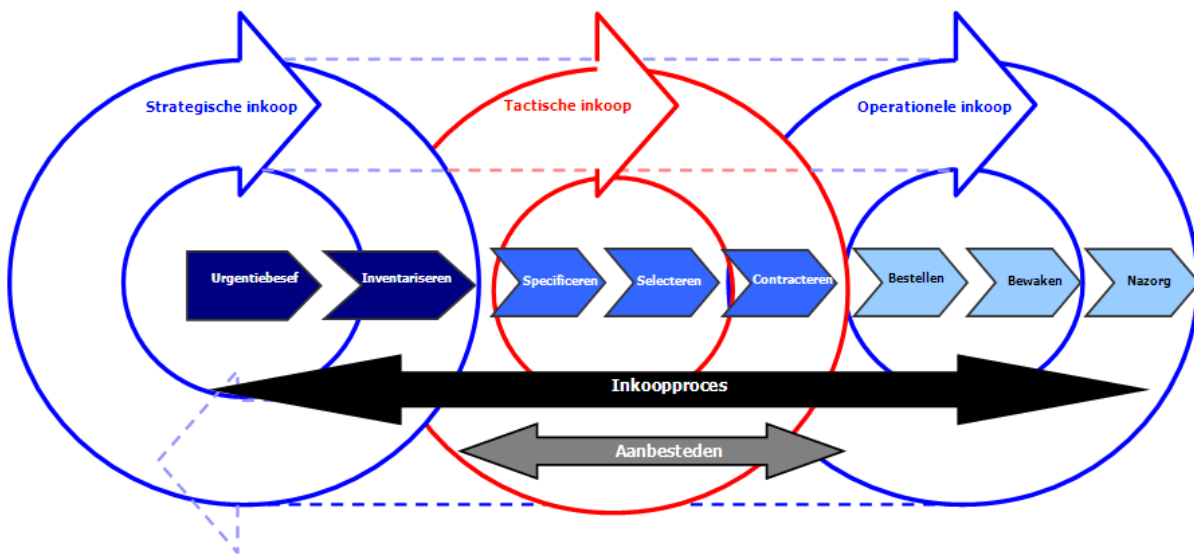 Strategische inkoop
Tactische inkoop
Operationele inkoop
Urgentiebesef
Inventariseren
Specificeren
Selecteren
Contracteren
Bestellen
Bewaken
Nazorg
Inkoopproces
Aanbesteden